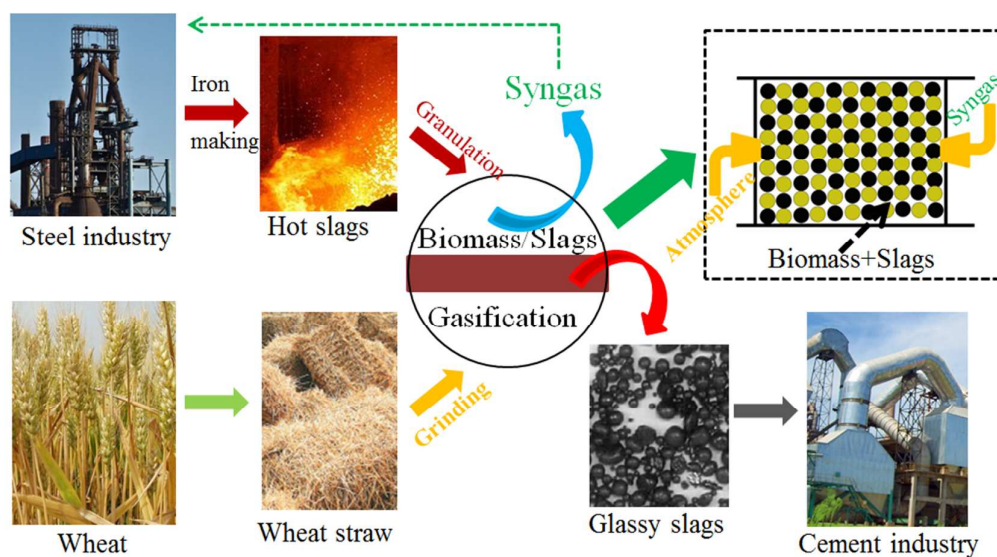 Iron
making
Steel industry
Hot slags
Granulation
Syngas
Atmosphere
Syngas
Biomass+Slags
Biomass/Slags
Gasification
Wheat
Wheat straw
Grinding
Glassy slags
Cement industry